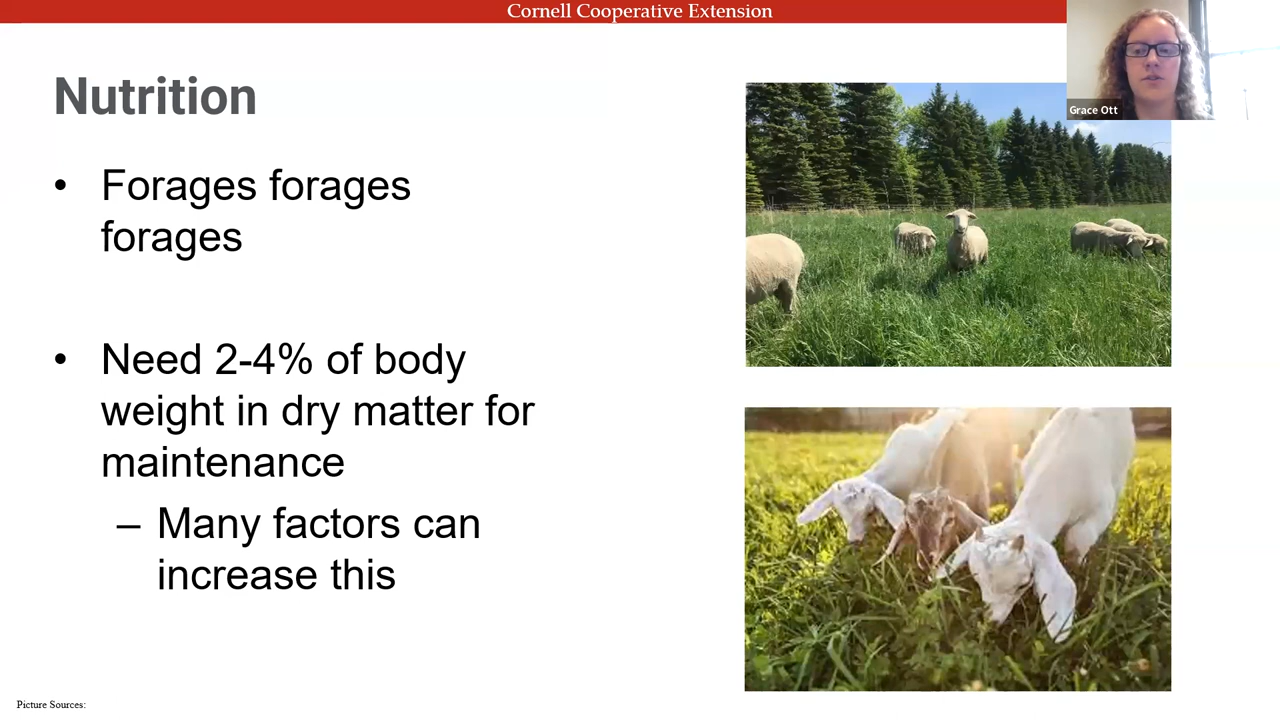 Cornell Cooperative Extension
Grace Ott
Nutrition
• Forages forages
forages
• Need 2-4% of body
weight in dry matter for
maintenance
– Many factors can
increase this
Picture Sources: